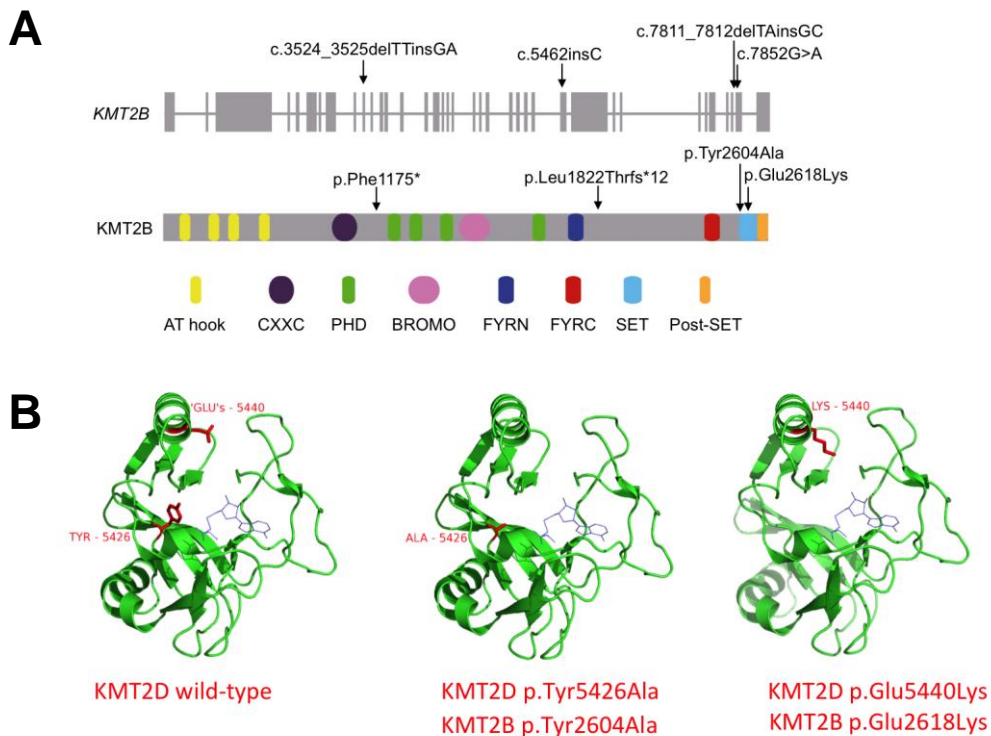 A
c.3524_3525delTTinsGA
c.5462insC
c.7811_7812delTAinsGC
c.7852G>A
KMT2B
p.Phe1175*
p.Leu1822Thrfs*12
p.Tyr2604Ala
p.Glu2618Lys
KMT2B
AT hook CXXC PHD BROMO FYRN FYRC SET Post-SET
B
'GLU's - 5440
TYR - 5426
ALA - 5426
LYS - 5440
KMT2D wild-type
KMT2D p.Tyr5426Ala
KMT2B p.Tyr2604Ala
KMT2D p.Glu5440Lys
KMT2B p.Glu2618Lys